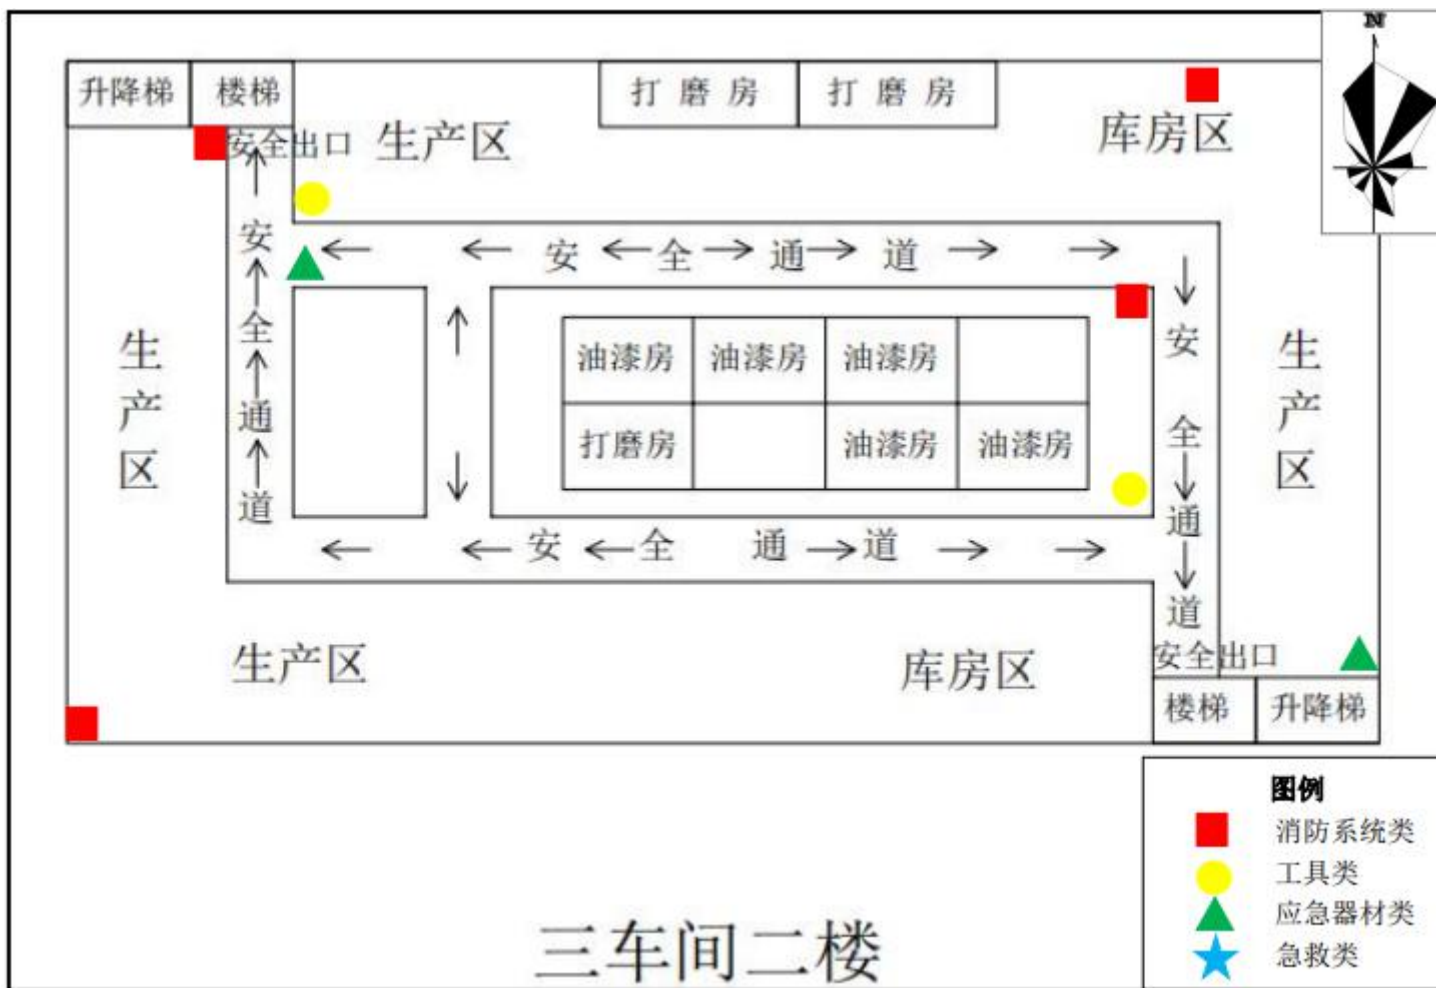 N
升降梯 楼梯 打磨房 打磨房
安全出口 生产区 库房区
安全通道
安全通道
安全通道
生产区
生产区
油漆房 油漆房 油漆房
打磨房 油漆房 油漆房
安全通道
生产区 库房区
安全出口
楼梯 升降梯
图例
消防系统类
工具类
应急器材类
急救类
三车间二楼